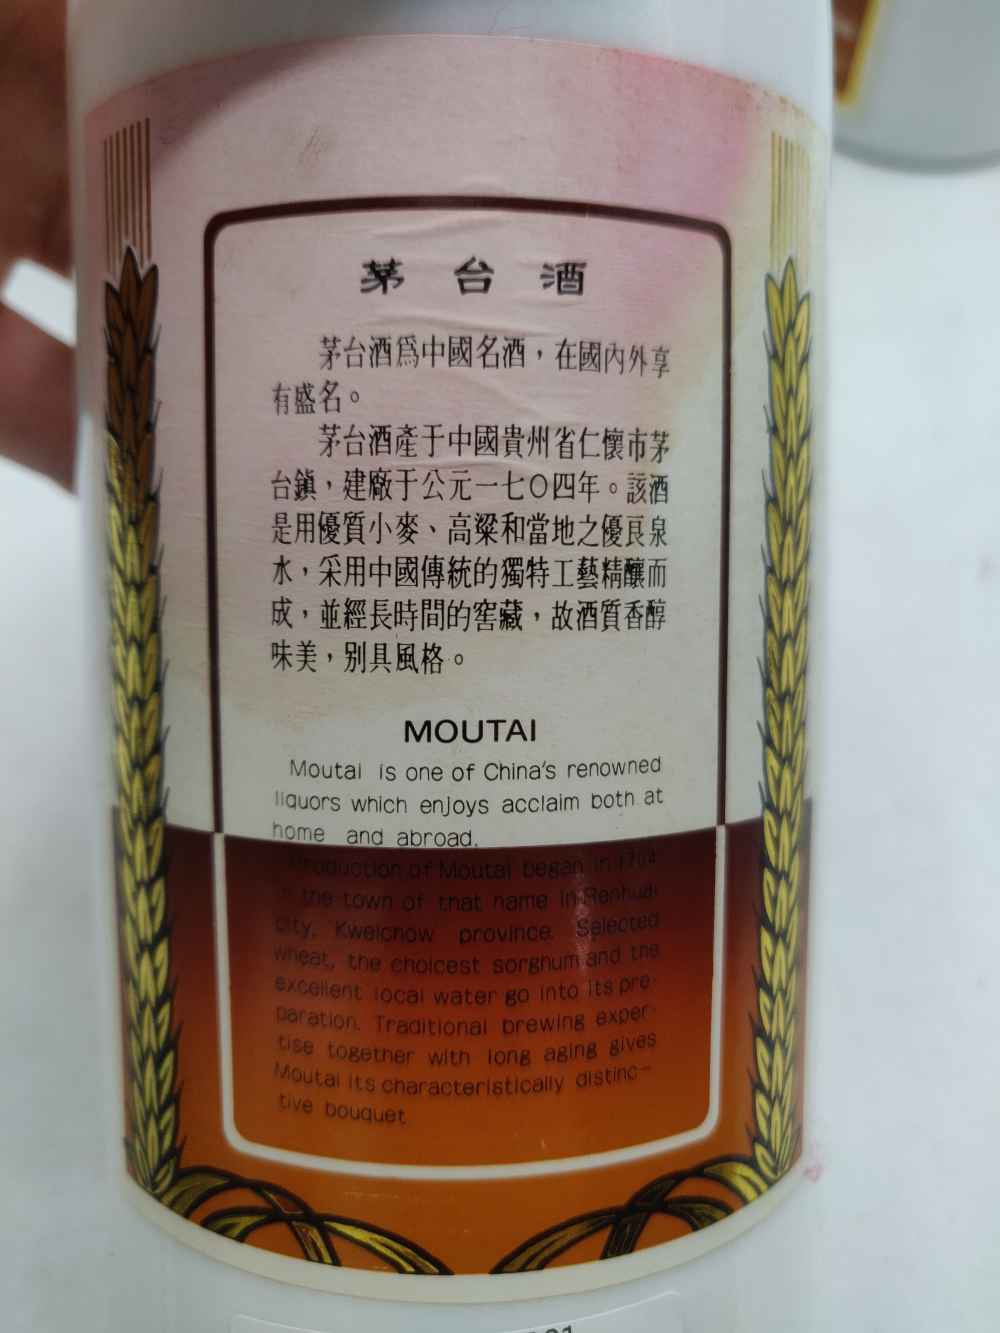 茅台酒
茅台酒爲中國名酒，在國內外享
有盛名。
茅台酒產于中國貴州省仁懷市茅
台鎮，建廠于公元一七〇四年。該酒
是用優質小麥、高粱和當地之優良泉
水，采用中國傳統的獨特工藝精釀而
成，並經長時間的窖藏，故酒質香醇
味美，别具風格。
MOUTAI
Moutai is one of China's renowned
liquors which enjoys acclaim both at
home and abroad.
Production of Moutai began in 1704
in the town of that name in Renhuai
City, Kweichow province. Selected
wheat, the choicest sorghum and the
excellent local water go into its pre-
paration. Traditional brewing exper-
tise together with long aging gives
Moutai its characteristically distinc-
tive bouquet